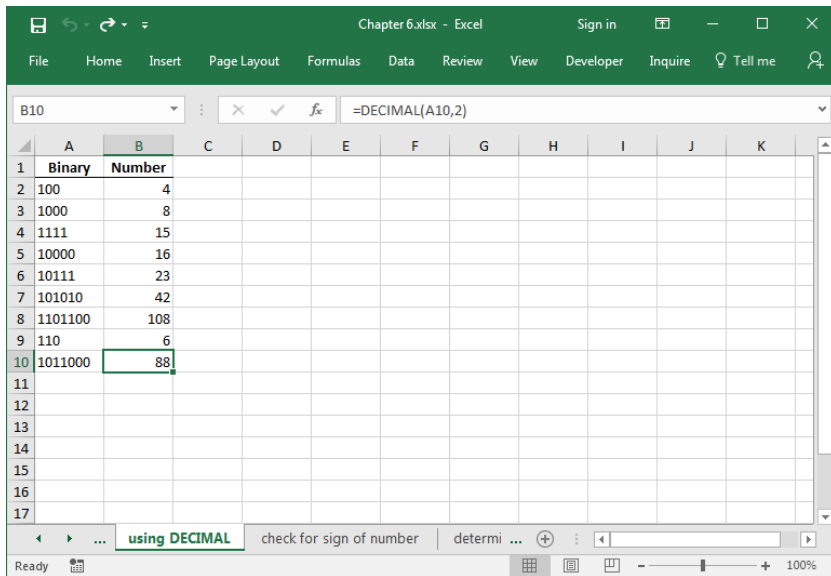 Chapter 6.xlsx - Excel Sign in
File Home Insert Page Layout Formulas Data Review View Developer Inquire Tell me
B10 fx =DECIMAL(A10,2)
A B C D E F G H I J K
1 Binary Number
2 100 4
3 1000 8
4 1111 15
5 10000 16
6 10111 23
7 101010 42
8 1101100 108
9 110 6
10 1011000 88
11
12
13
14
15
16
17
... using DECIMAL check for sign of number determi ...
Ready 100%